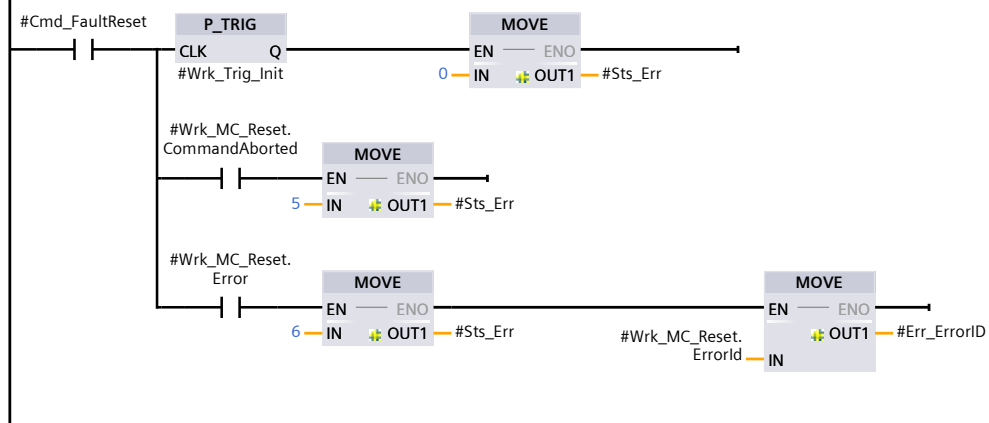 #Cmd_FaultReset
P_TRIG
MOVE
CLK Q
EN ENO
#Wrk_Trig_Init
0 IN OUT1 #Sts_Err
#Wrk_MC_Reset.
CommandAborted
MOVE
EN ENO
5 IN OUT1 #Sts_Err
#Wrk_MC_Reset.
Error
MOVE
MOVE
EN ENO
EN ENO
6 IN OUT1 #Sts_Err
OUT1 #Err_ErrorID
#Wrk_MC_Reset.
ErrorId IN